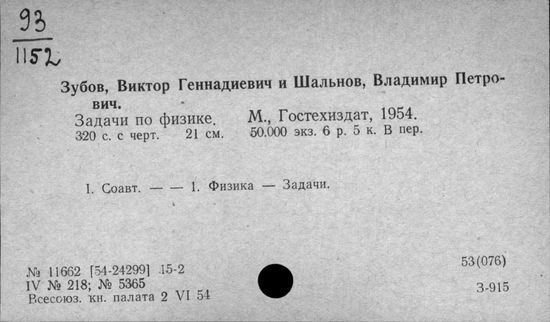 93
1152
Зубов, Виктор Геннадиевич и Шальнов, Владимир Петро-
вич.
Задачи по физике. М., Гостехиздат, 1954.
320 с. с черт. 21 см. 50.000 экз. 6 р. 5 к. В пер.
I. Соавт. — — 1. Физика — Задачи.
№ 11662 [54-24299] 15-2 53(076)
IV № 218; № 5365
Всесоюз. кн. палата 2 VI 54 З-915